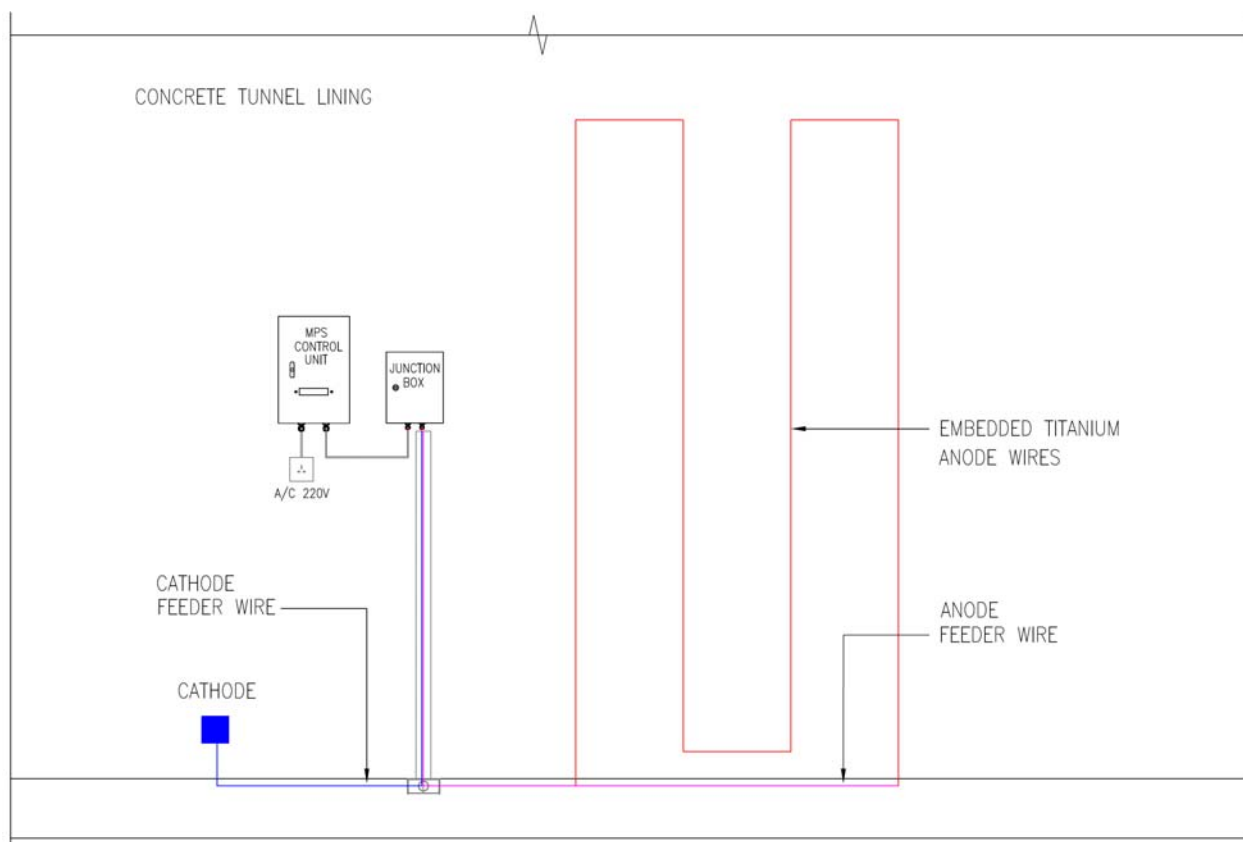 CONCRETE TUNNEL LINING
MPS
CONTROL
UNIT
JUNCTION
BOX
A/C 220V
EMBEDDED TITANIUM
ANODE WIRES
CATHODE
FEEDER WIRE
ANODE
FEEDER WIRE
CATHODE